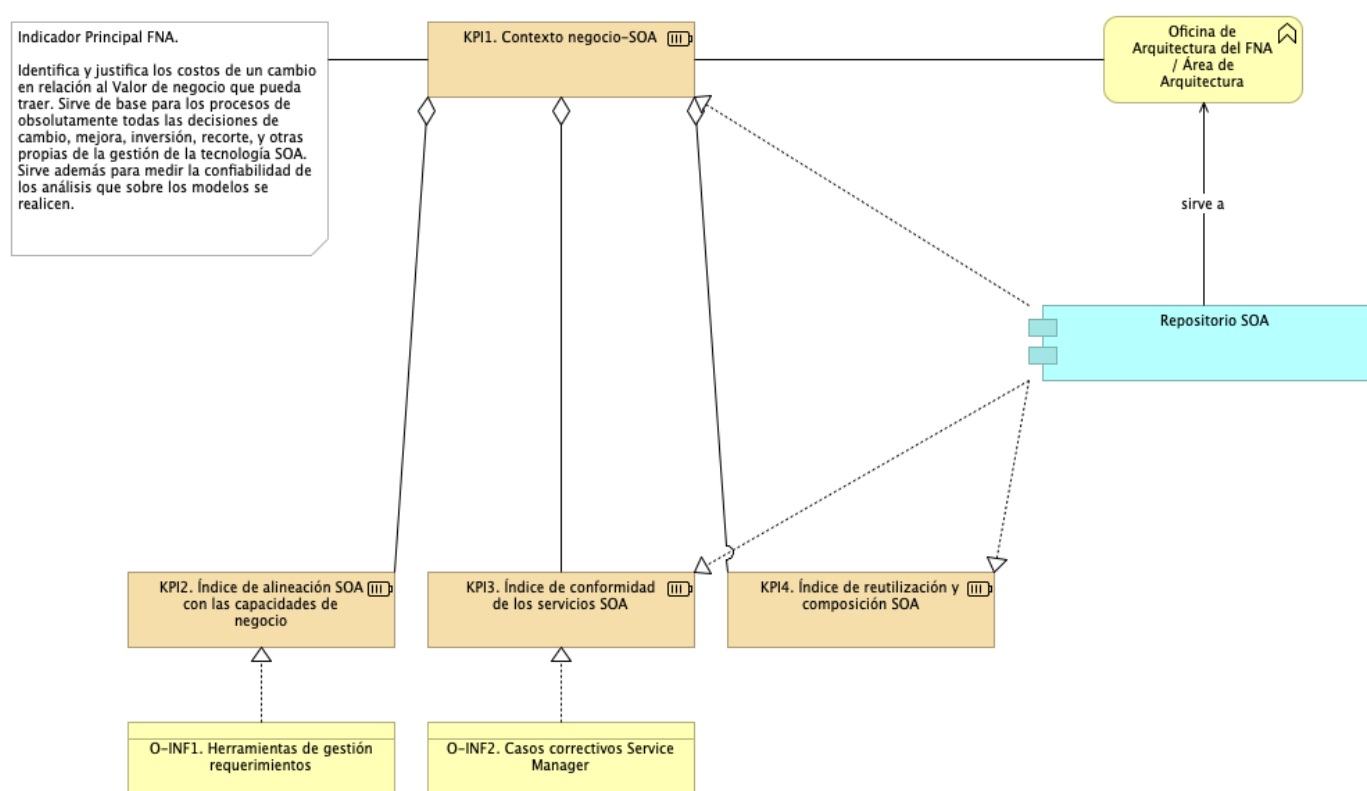 Indicador Principal FNA.
Identifica y justifica los costos de un cambio
en relación al Valor de negocio que pueda
traer. Sirve de base para los procesos de
obsolutamente todas las decisiones de
cambio, mejora, inversión, recorte, y otras
propias de la gestión de la tecnología SOA.
Sirve además para medir la confiabilidad de
los análisis que sobre los modelos se
realicen.
KPI1. Contexto negocio-SOA
Oficina de
Arquitectura del FNA
/ Área de
Arquitectura
sirve a
Repositorio SOA
KPI2. Índice de alineación SOA
con las capacidades de
negocio
KPI3. Índice de conformidad
de los servicios SOA
KPI4. Índice de reutilización y
composición SOA
O-INF1. Herramientas de gestión
requerimientos
O-INF2. Casos correctivos Service
Manager